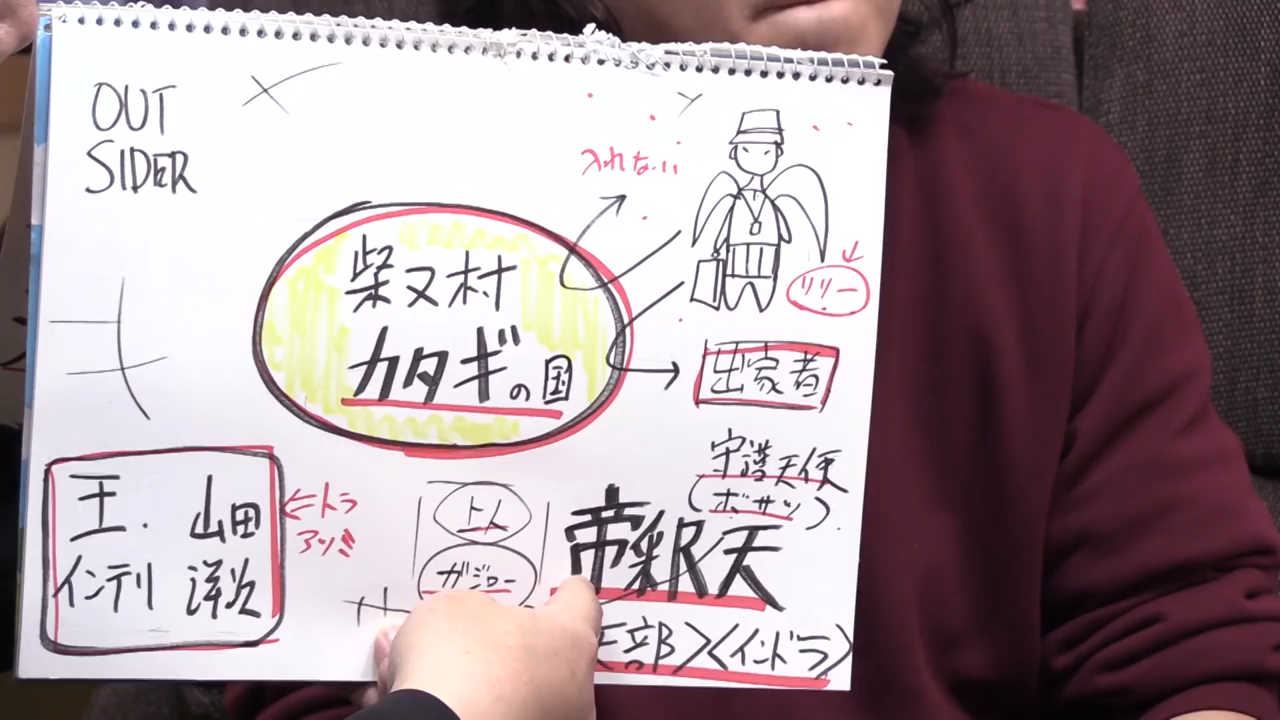 OUT
SIDER
入れない
柴又村
カタギの国
リリー
出家者
守護天使
(ボサツ)
王. 山田
インテリ 洋次
←トラ
アツミ
上人
ガジロー
帝釈天
天部><インドラ>